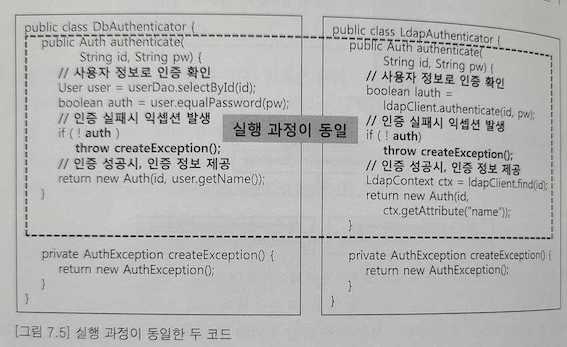 public class DbAuthenticator {
public Auth authenticate(
String id, String pw) {
// 사용자 정보로 인증 확인
User user = userDao.selectById(id);
boolean auth = user.equalPassword(pw);
// 인증 실패시 익셉션 발생
if ( ! auth )
throw createException();
// 인증 성공시, 인증 정보 제공
return new Auth(id, user.getName());
}
private AuthException createException() {
return new AuthException();
}
}
실행 과정이 동일
public class LdapAuthenticator {
public Auth authenticate(
String id, String pw) {
// 사용자 정보로 인증 확인
boolean lauth =
ldapClient.authenticate(id, pw);
// 인증 실패시 익셉션 발생
if ( ! auth)
throw createException();
// 인증 성공시, 인증 정보 제공
LdapContext ctx = ldapClient.find(id);
return new Auth(id,
ctx.getAttribute("name"));
}
private AuthException createException() {
return new AuthException();
}
}
[그림 7.5] 실행 과정이 동일한 두 코드